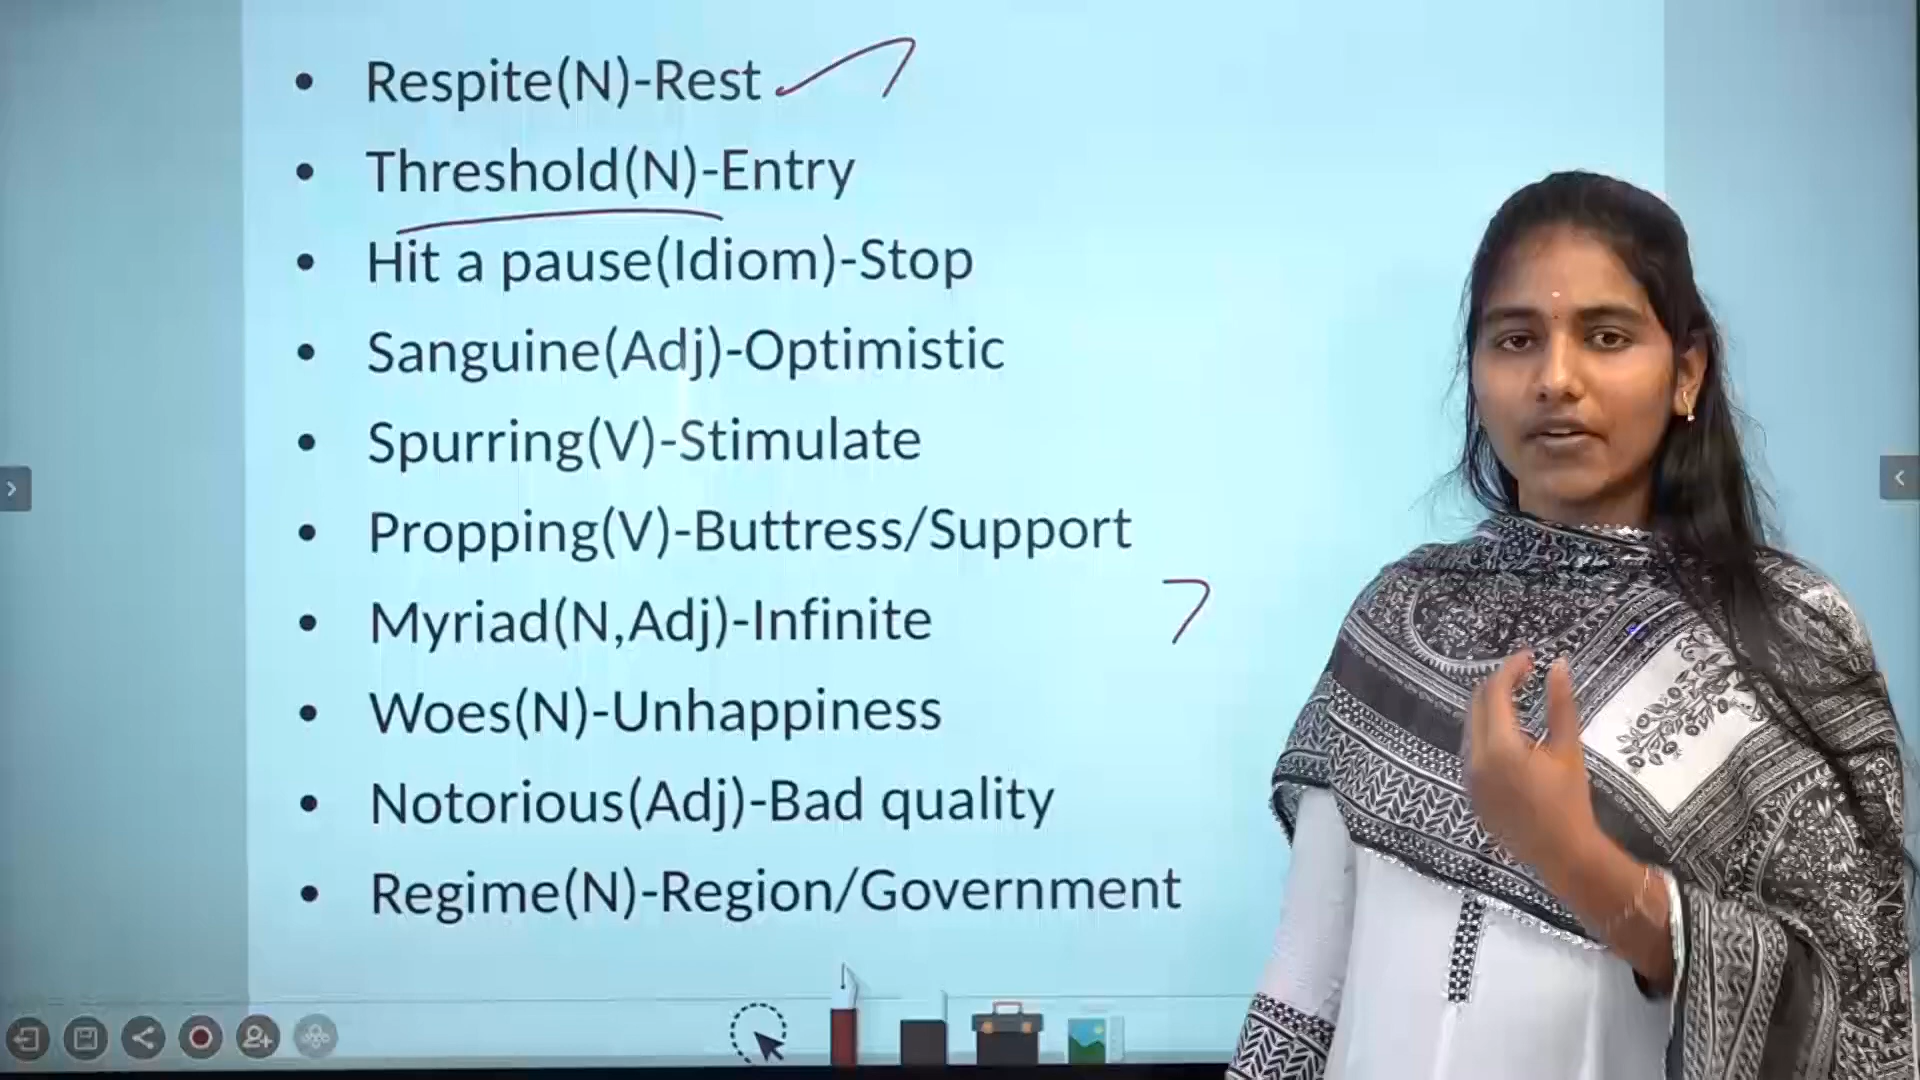 • Respite(N)-Rest
• Threshold(N)-Entry
• Hit a pause(Idiom)-Stop
• Sanguine(Adj)-Optimistic
• Spurring(V)-Stimulate
• Propping(V)-Buttress/Support
• Myriad(N,Adj)-Infinite
• Woes(N)-Unhappiness
• Notorious(Adj)-Bad quality
• Regime(N)-Region/Government